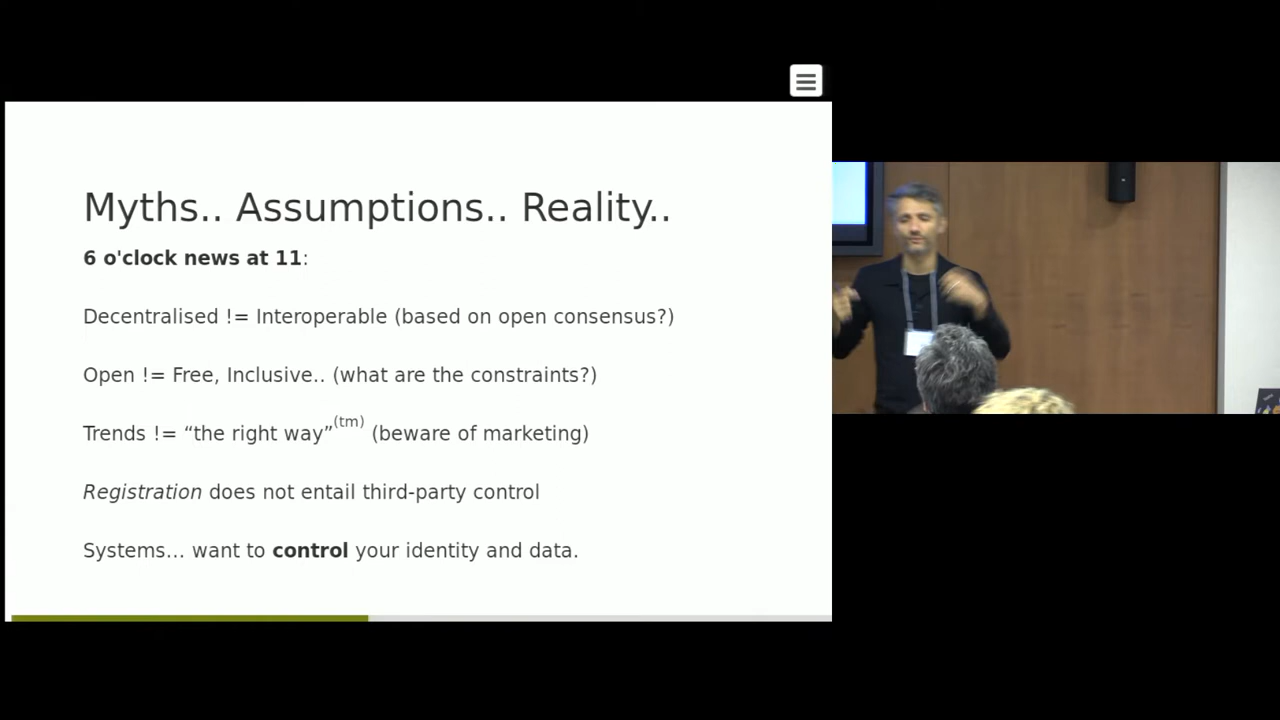 Myths.. Assumptions.. Reality..
6 o'clock news at 11:
Decentralised != Interoperable (based on open consensus?)
Open != Free, Inclusive.. (what are the constraints?)
Trends != “the right way”(tm) (beware of marketing)
Registration does not entail third-party control
Systems... want to control your identity and data.